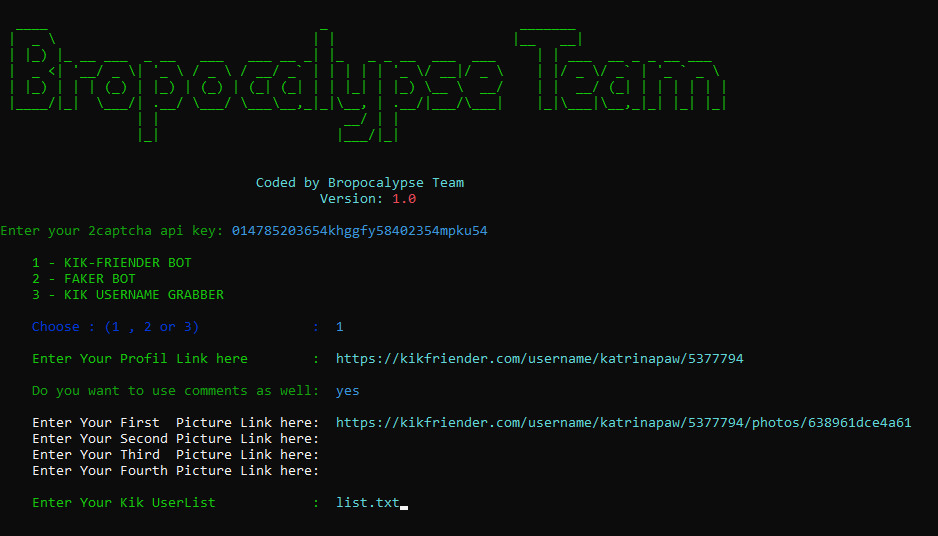 Bropocalypse Team
Coded by Bropocalypse Team
Version: 1.0
Enter your 2captcha api key: 014785203654khggfy58402354mpku54
1 - KIK-FRIENDER BOT
2 - FAKER BOT
3 - KIK USERNAME GRABBER
Choose : (1 , 2 or 3) : 1
Enter Your Profil Link here : https://kikfriender.com/username/katrinapaw/5377794
Do you want to use comments as well: yes
Enter Your First Picture Link here: https://kikfriender.com/username/katrinapaw/5377794/photos/638961dce4a61
Enter Your Second Picture Link here:
Enter Your Third Picture Link here:
Enter Your Fourth Picture Link here:
Enter Your Kik UserList : list.txt